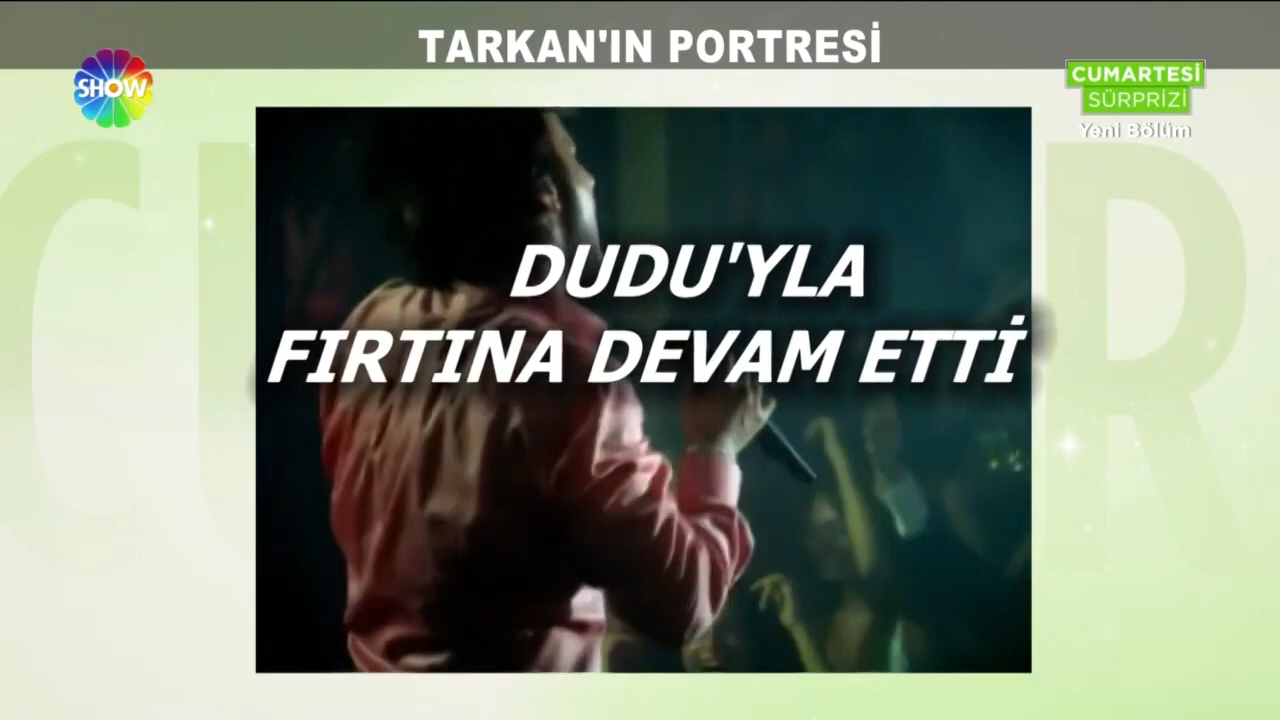 TARKAN'IN PORTRESİ
SHOW
CUMARTESİ
SÜRPRİZİ
Yeni Bölüm
DUDU'YLA
FIRTINA DEVAM ETTİ